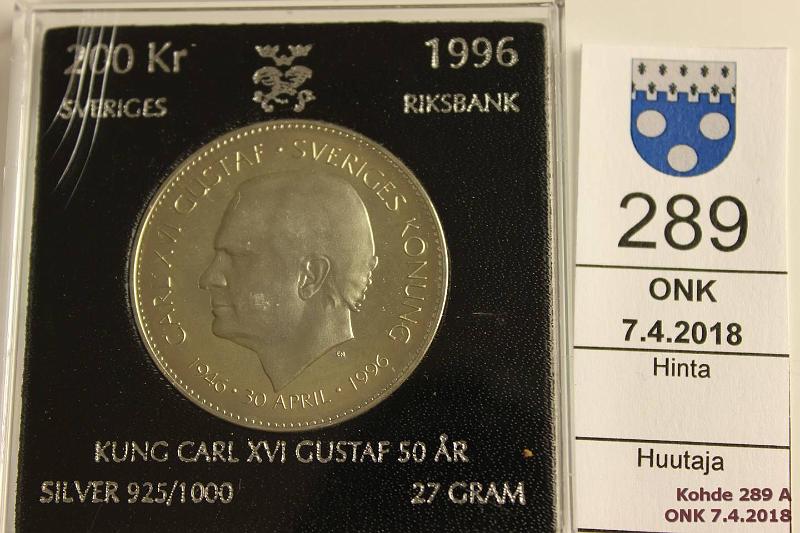 200 Kr
1996
SVERIGES
RIKSBANK
CARL XVI GUSTAF · SVERIGES KONUNG
1946 · 30 APRIL · 1996
EN
KUNG CARL XVI GUSTAF 50 ÅR
SILVER 925/1000
27 GRAM
289
ONK
7.4.2018
Hinta
Huutaja
Kohde 289 A
ONK 7.4.2018